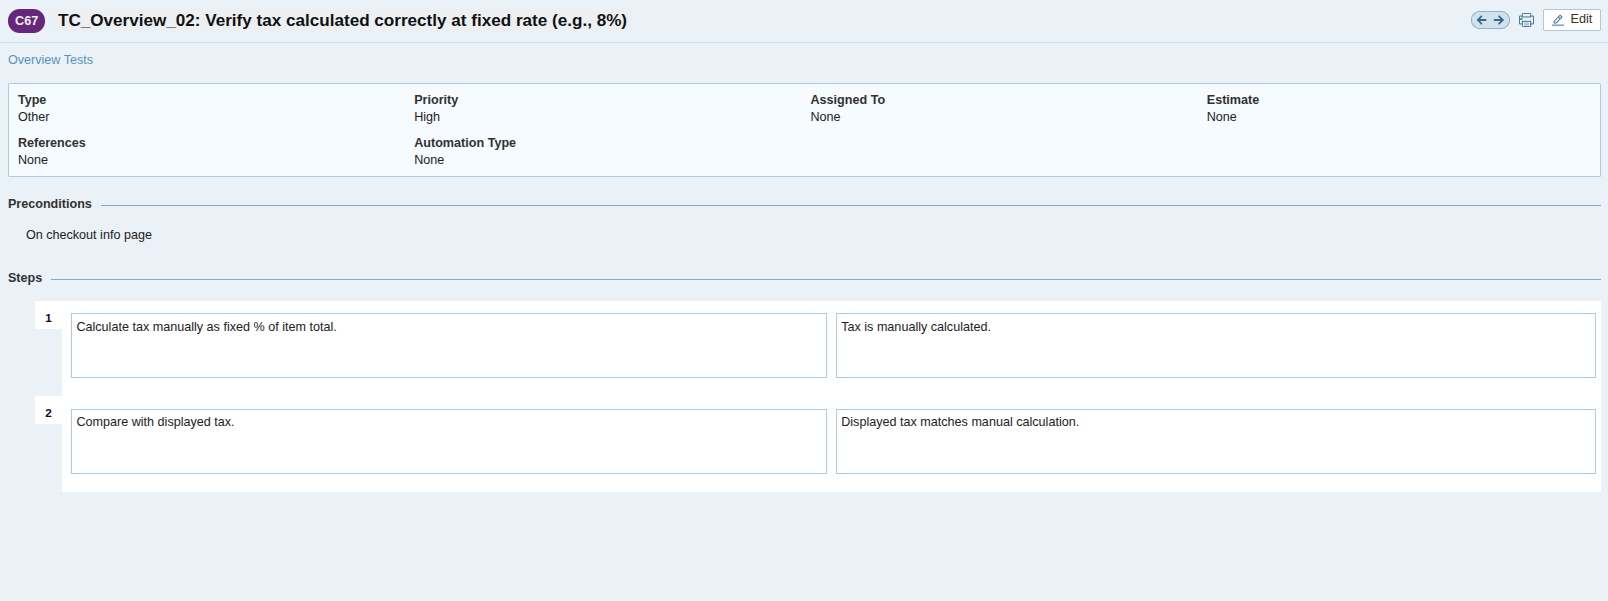 C67 TC_Overview_02: Verify tax calculated correctly at fixed rate (e.g., 8%) Edit
Overview Tests
Type Priority Assigned To Estimate
Other High None None
References Automation Type
None None
Preconditions
On checkout info page
Steps
1 Calculate tax manually as fixed % of item total. Tax is manually calculated.
2 Compare with displayed tax. Displayed tax matches manual calculation.